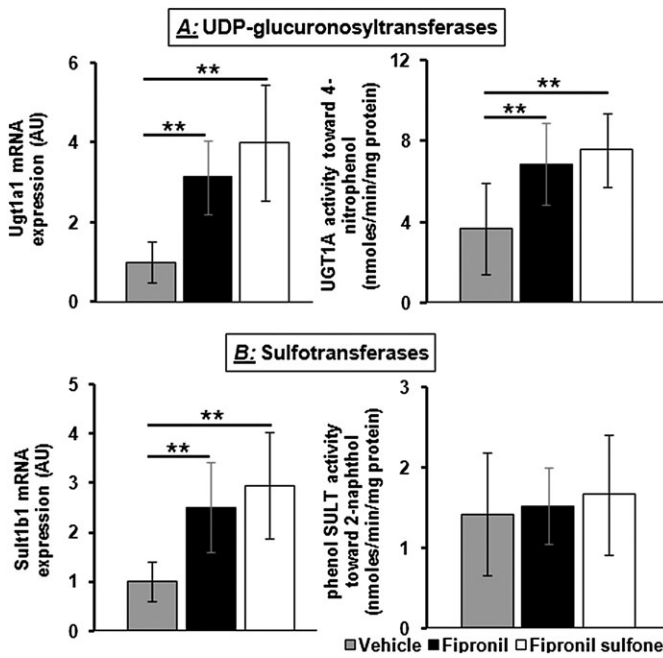 A: UDP-glucuronosyltransferases
Ugt1a1 mRNA
expression (AU)
6
4
2
0
**
**
UGT1A activity toward 4-
nitrophenol
(nmoles/min/mg protein)
12
8
4
0
**
**
B: Sulfotransferases
Sult1b1 mRNA
expression (AU)
5
4
3
2
1
0
**
**
phenol SULT activity
toward 2-naphthol
(nmoles/min/mg protein)
3
2
1
0
Vehicle Fipronil Fipronil sulfone